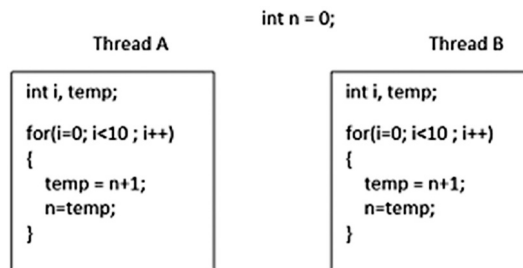 int n = 0;
Thread A
int i, temp;
for(i=0; i<10 ; i++)
{
temp = n+1;
n=temp;
}
Thread B
int i, temp;
for(i=0; i<10 ; i++)
{
temp = n+1;
n=temp;
}